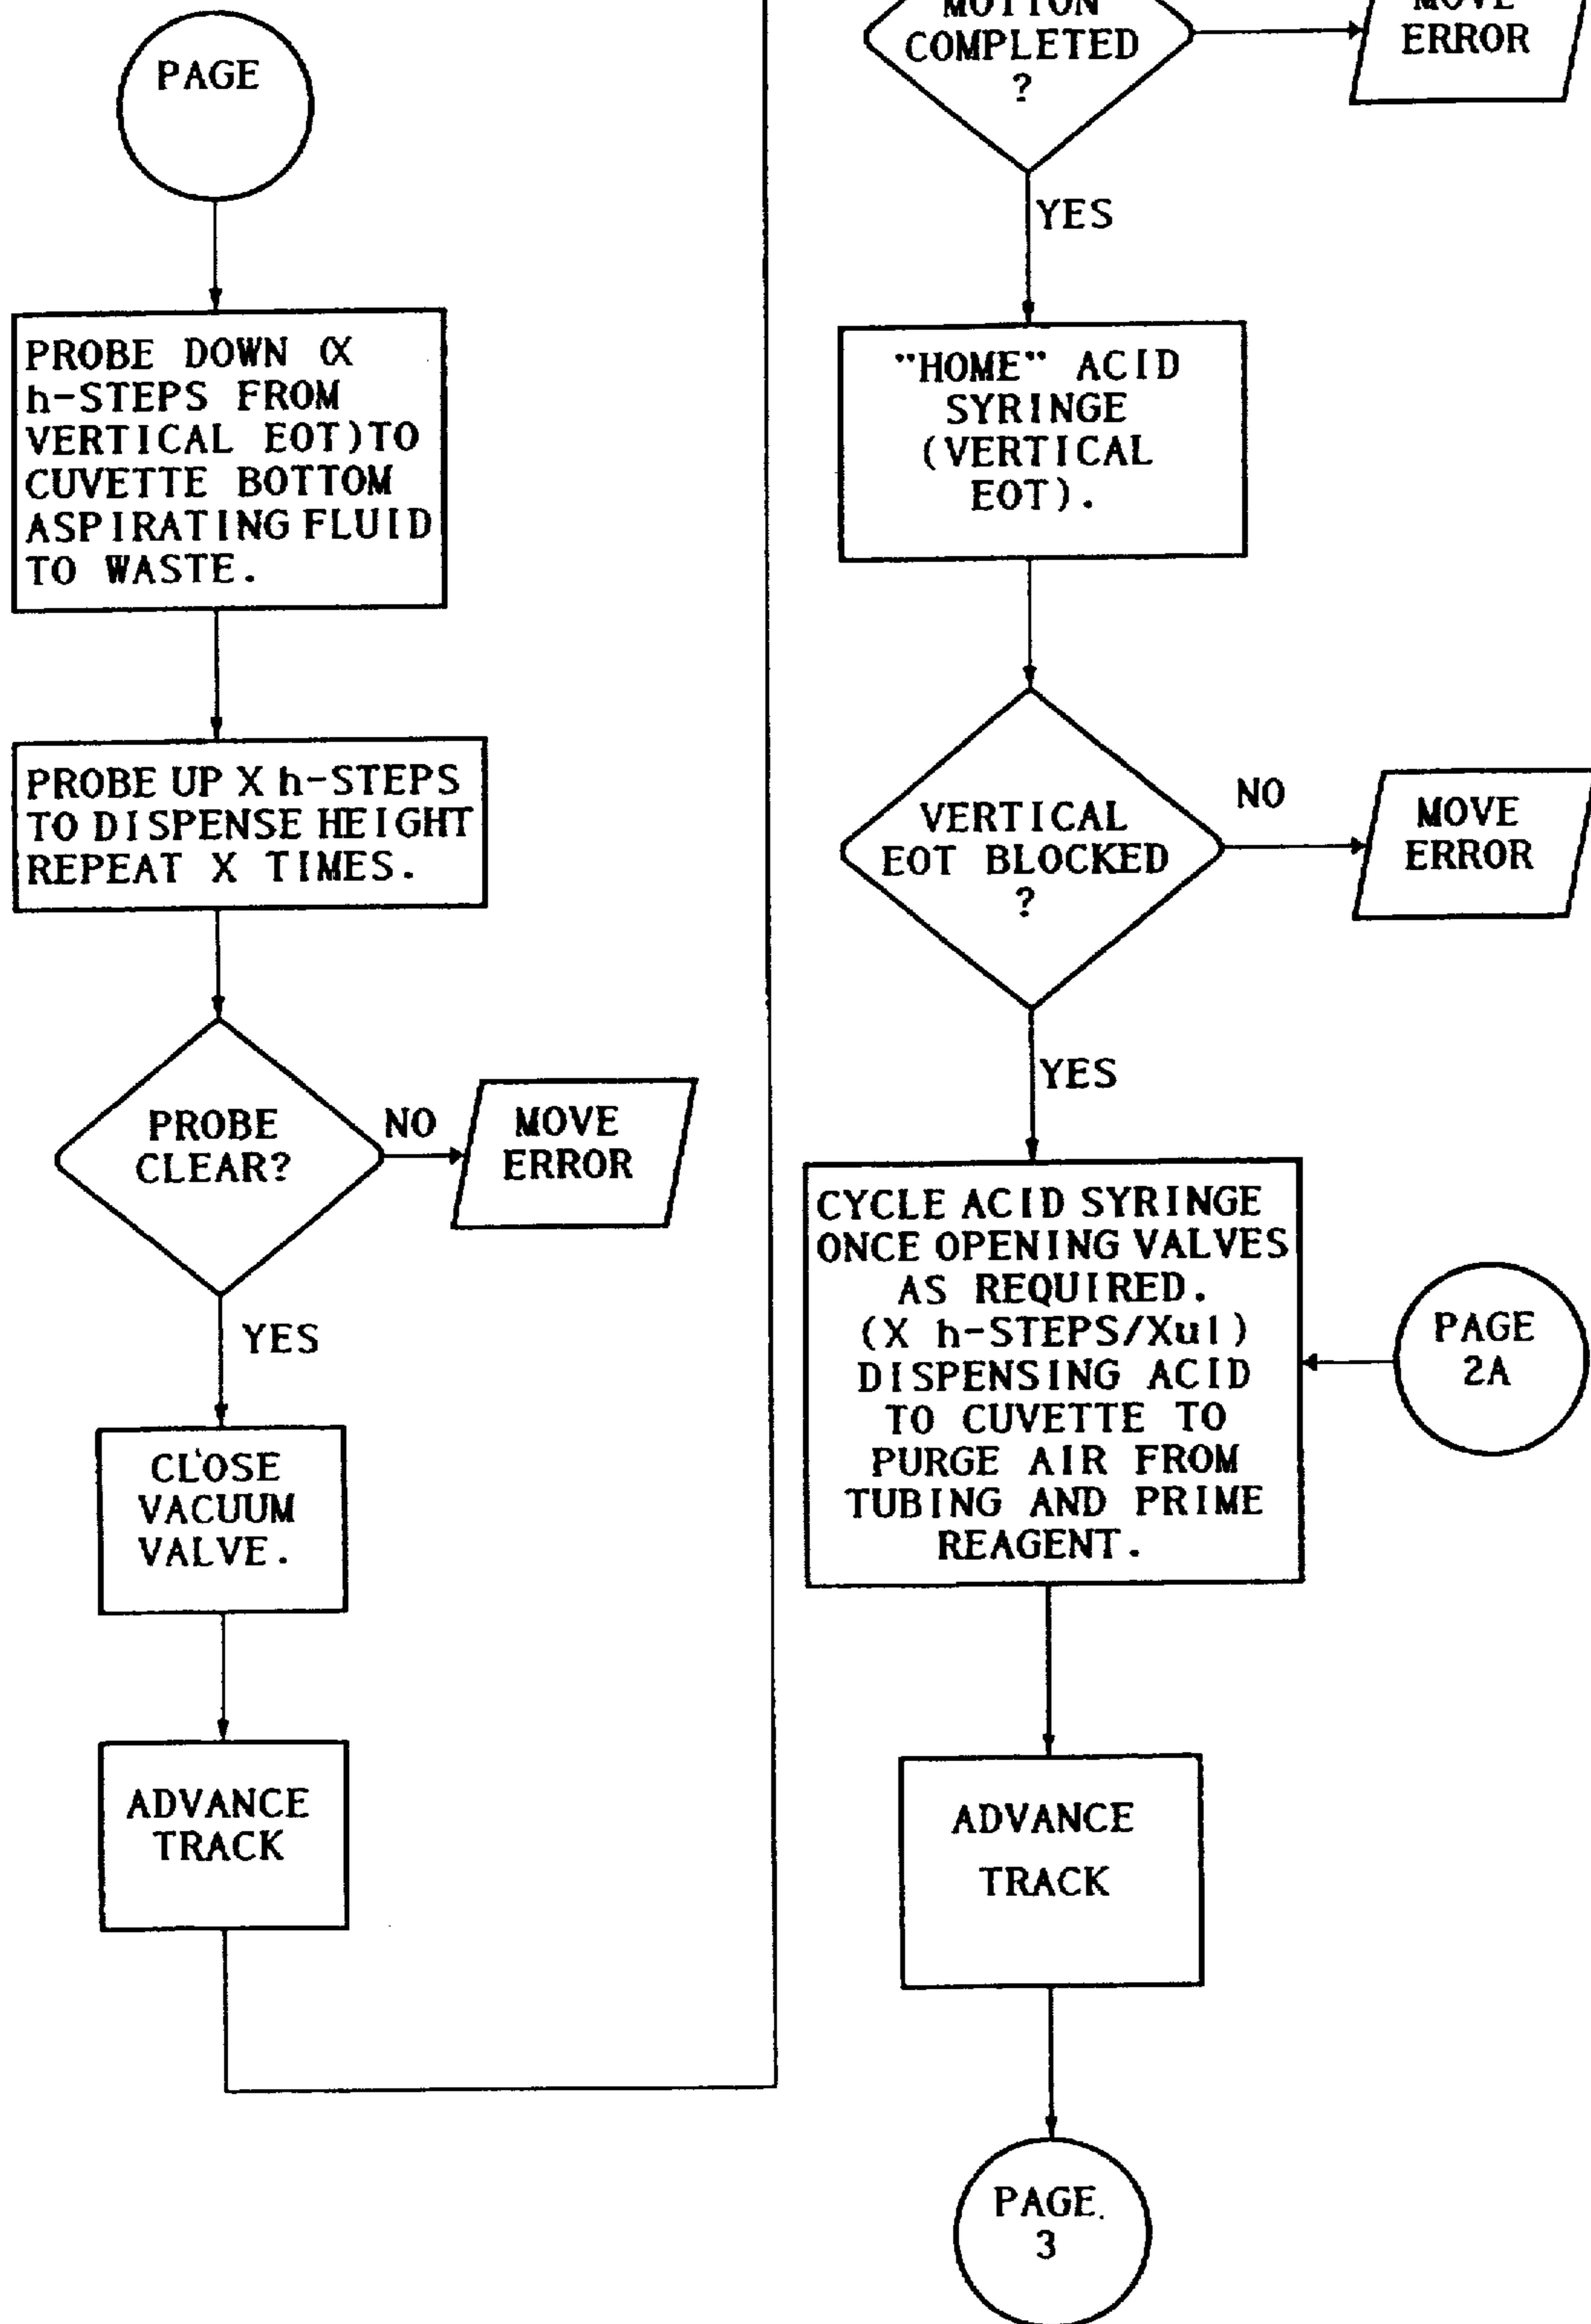 PAGE
PROBE DOWN (X
h-STEPS FROM
VERTICAL EOT)TO
CUVETTE BOTTOM
ASPIRATING FLUID
TO WASTE.
PROBE UP X h-STEPS
TO DISPENSE HEIGHT
REPEAT X TIMES.
PROBE
CLEAR?
NO
MOVE
ERROR
YES
CLOSE
VACUUM
VALVE.
ADVANCE
TRACK
MOTION
COMPLETED
?
MOVE
ERROR
YES
"HOME" ACID
SYRINGE
(VERTICAL
EOT).
VERTICAL
EOT BLOCKED
?
NO
MOVE
ERROR
YES
CYCLE ACID SYRINGE
ONCE OPENING VALVES
AS REQUIRED.
(X h-STEPS/Xul)
DISPENSING ACID
TO CUVETTE TO
PURGE AIR FROM
TUBING AND PRIME
REAGENT.
PAGE
2A
ADVANCE
TRACK
PAGE.
3